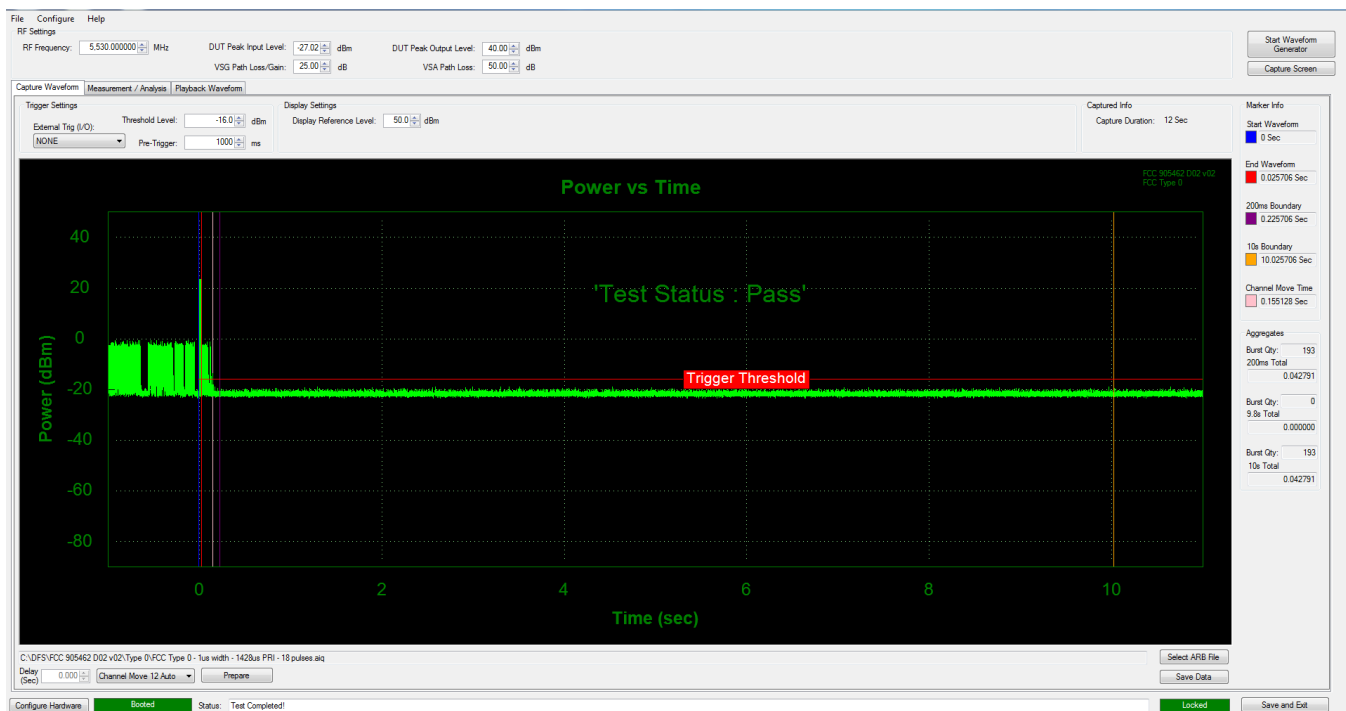 File Configure Help
RF Settings
RF Frequency: 5,530.000000 MHz DUT Peak Input Level: -27.02 dBm DUT Peak Output Level: 40.00 dBm
VSG Path Loss/Gain: 25.00 dB VSA Path Loss: 50.00 dB
Start Waveform
Generator
Capture Screen
Capture Waveform Measurement / Analysis Playback Waveform
Trigger Settings
External Trig (I/O):
NONE
Threshold Level: -16.0 dBm
Pre-Trigger: 1000 ms
Display Settings
Display Reference Level: 50.0 dBm
Captured Info
Capture Duration: 12 Sec
Marker Info
Start Waveform
0 Sec
End Waveform
0.025706 Sec
200ms Boundary
0.225706 Sec
10s Boundary
10.025706 Sec
Channel Move Time
0.155128 Sec
Aggregates
Burst Qty: 193
200ms Total
0.042791
Burst Qty: 0
9.8s Total
0.000000
Burst Qty: 193
10s Total
0.042791
Power vs Time
FCC 905462 D02 v02
FCC Type 0
'Test Status : Pass'
Trigger Threshold
Power (dBm)
40
20
0
-20
-40
-60
-80
0 2 4 6 8 10
Time (sec)
C:\DFS\FCC 905462 D02 v02\Type 0\FCC Type 0 - 1us width - 1428us PRI - 18 pulses.aiq
Select ARB File
Delay
(Sec) 0.000 Channel Move 12 Auto Prepare
Save Data
Configure Hardware Booted Status: Test Completed! Locked Save and Exit